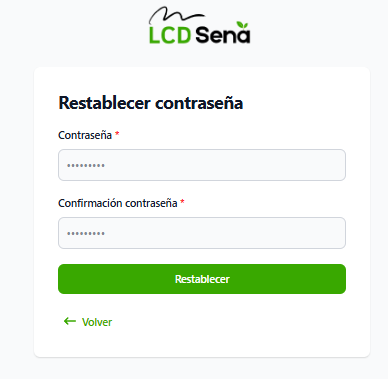 LCD Sena
Restablecer contraseña
Contraseña *
•••••••••
Confirmación contraseña *
•••••••••
Restablecer
← Volver